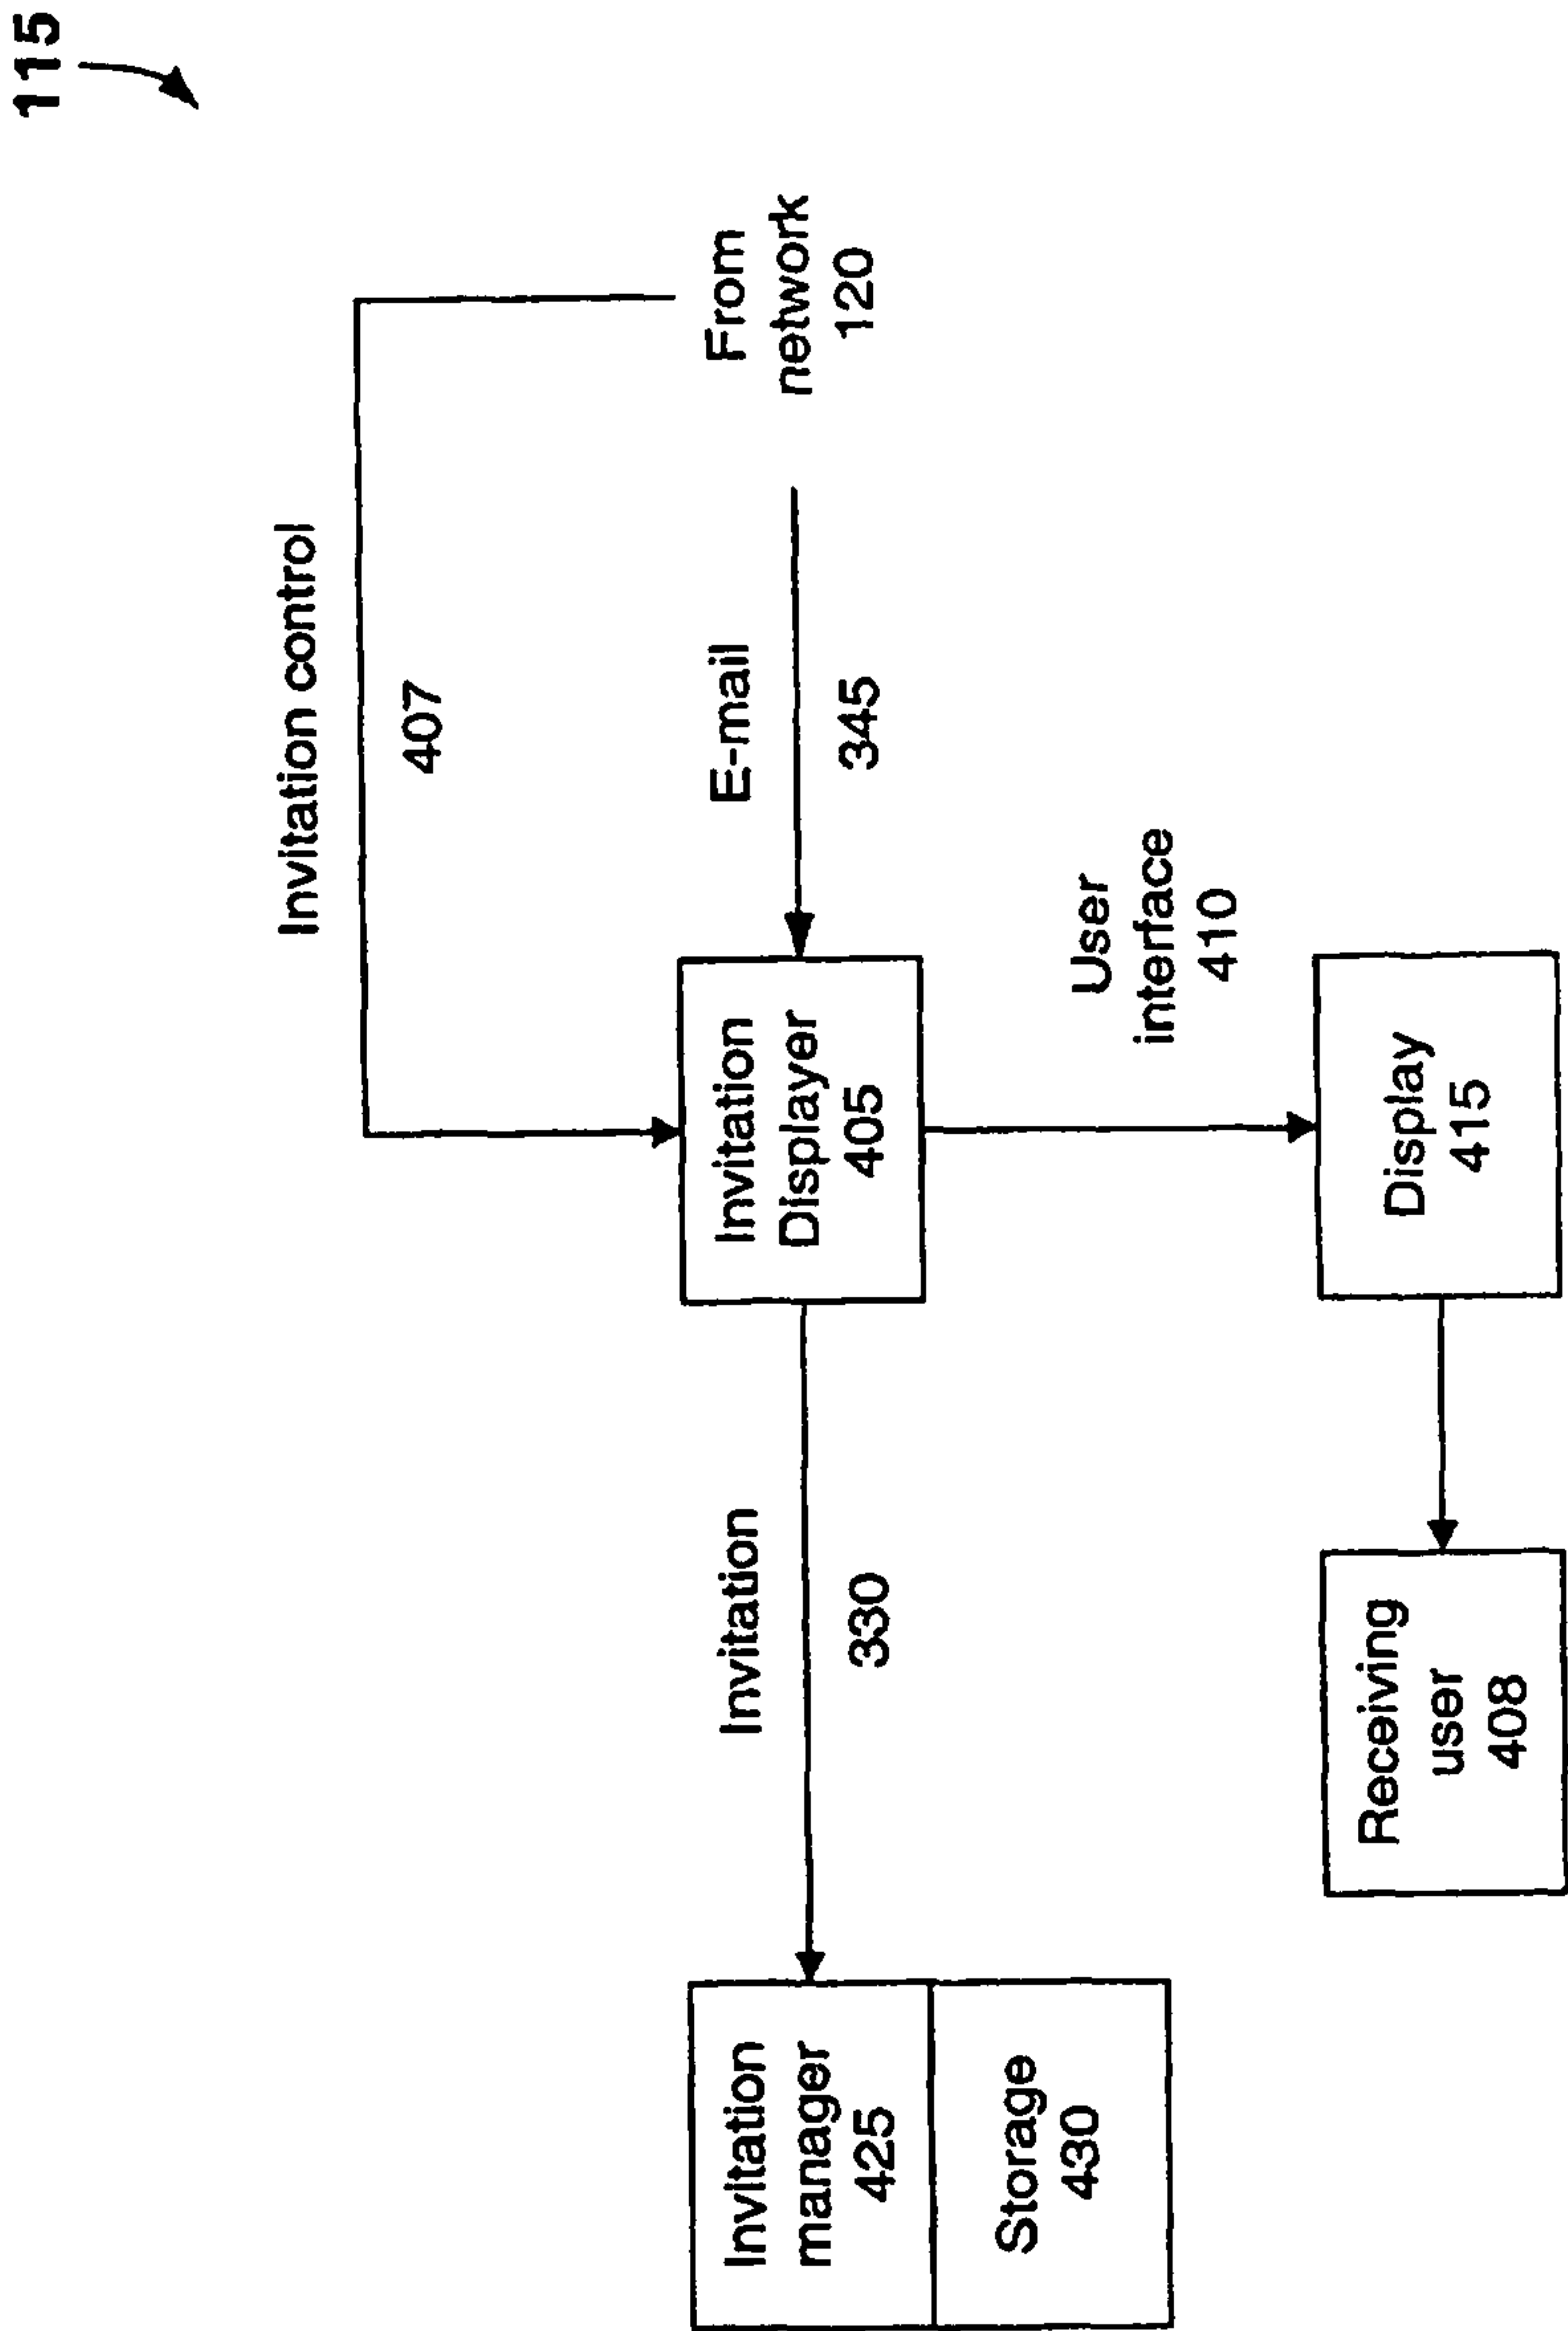 115
Invitation control
407
From
network
120
E-mail
345
Invitation
Displayer
405
User
interface
410
Invitation
330
Invitation
manager
425
Storage
430
Display
415
Receiving
user
408